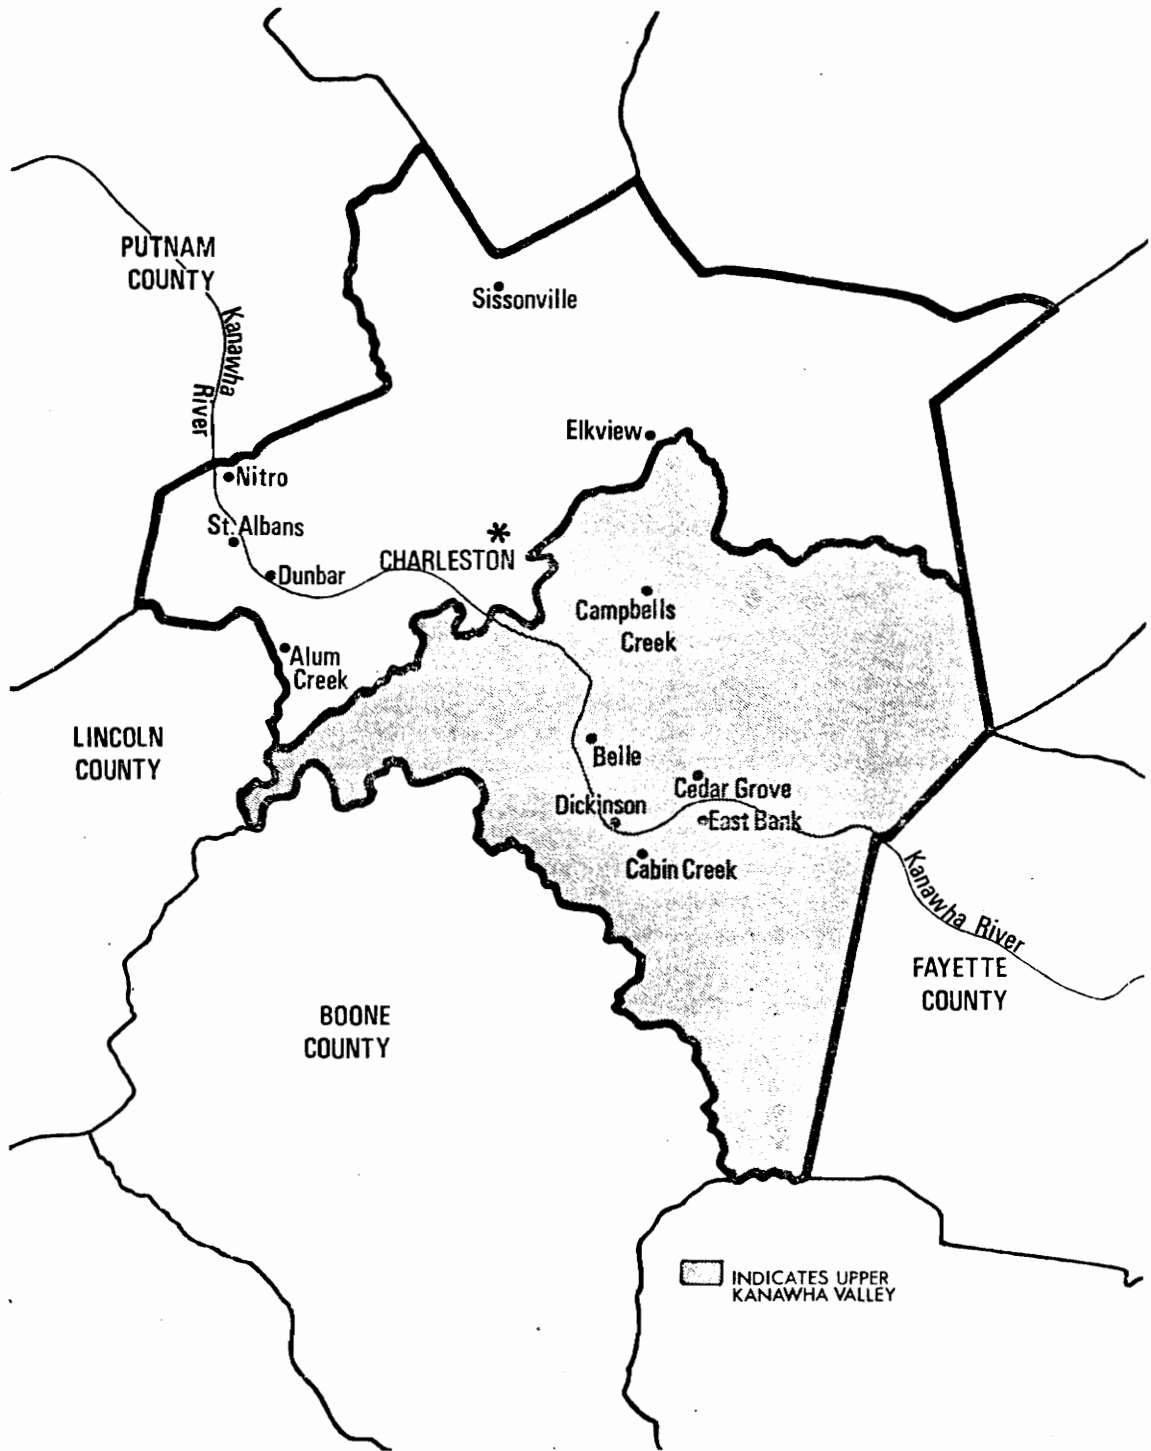 PUTNAM
COUNTY
Kanawha
River
Sissonville
Elkview
Nitro
St. Albans
CHARLESTON
Dunbar
Campbells
Creek
Alum
Creek
LINCOLN
COUNTY
Belle
Cedar Grove
Dickinson
East Bank
Cabin Creek
Kanawha River
FAYETTE
COUNTY
BOONE
COUNTY
INDICATES UPPER
KANAWHA VALLEY